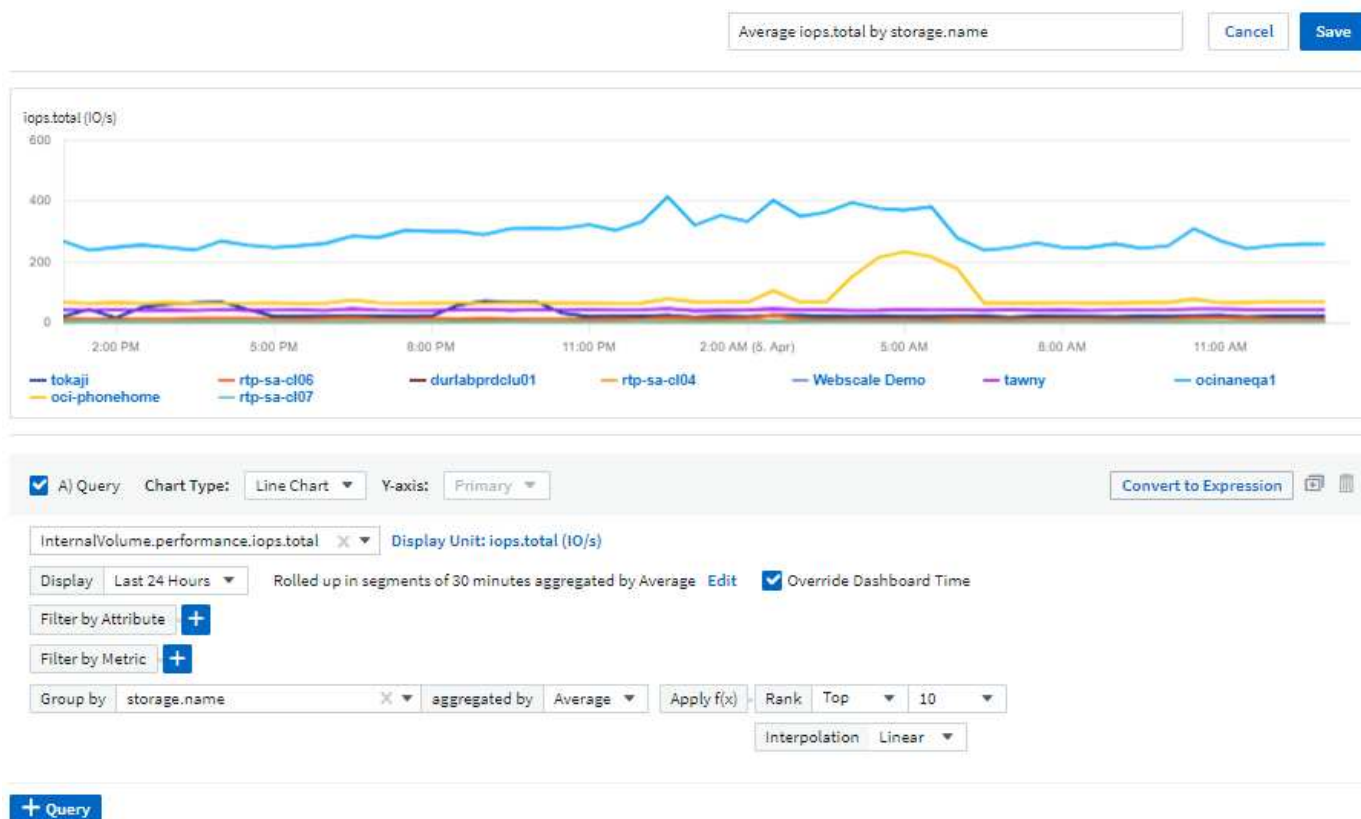 Average iops.total by storage.name Cancel Save
iops.total (IO/s)
600
400
200
0
2:00 PM 5:00 PM 8:00 PM 11:00 PM 2:00 AM (5. Apr) 5:00 AM 8:00 AM 11:00 AM
tokaji rtp-sa-cl06 durlabprdclu01 rtp-sa-cl04 Webscale Demo tawny ocinaneqa1
oci-phonehome rtp-sa-cl07
A) Query Chart Type: Line Chart Y-axis: Primary Convert to Expression
InternalVolume.performance.iops.total Display Unit: iops.total (IO/s)
Display Last 24 Hours Rolled up in segments of 30 minutes aggregated by Average Edit Override Dashboard Time
Filter by Attribute +
Filter by Metric +
Group by storage.name aggregated by Average Apply f(x) Rank Top 10
Interpolation Linear
+ Query